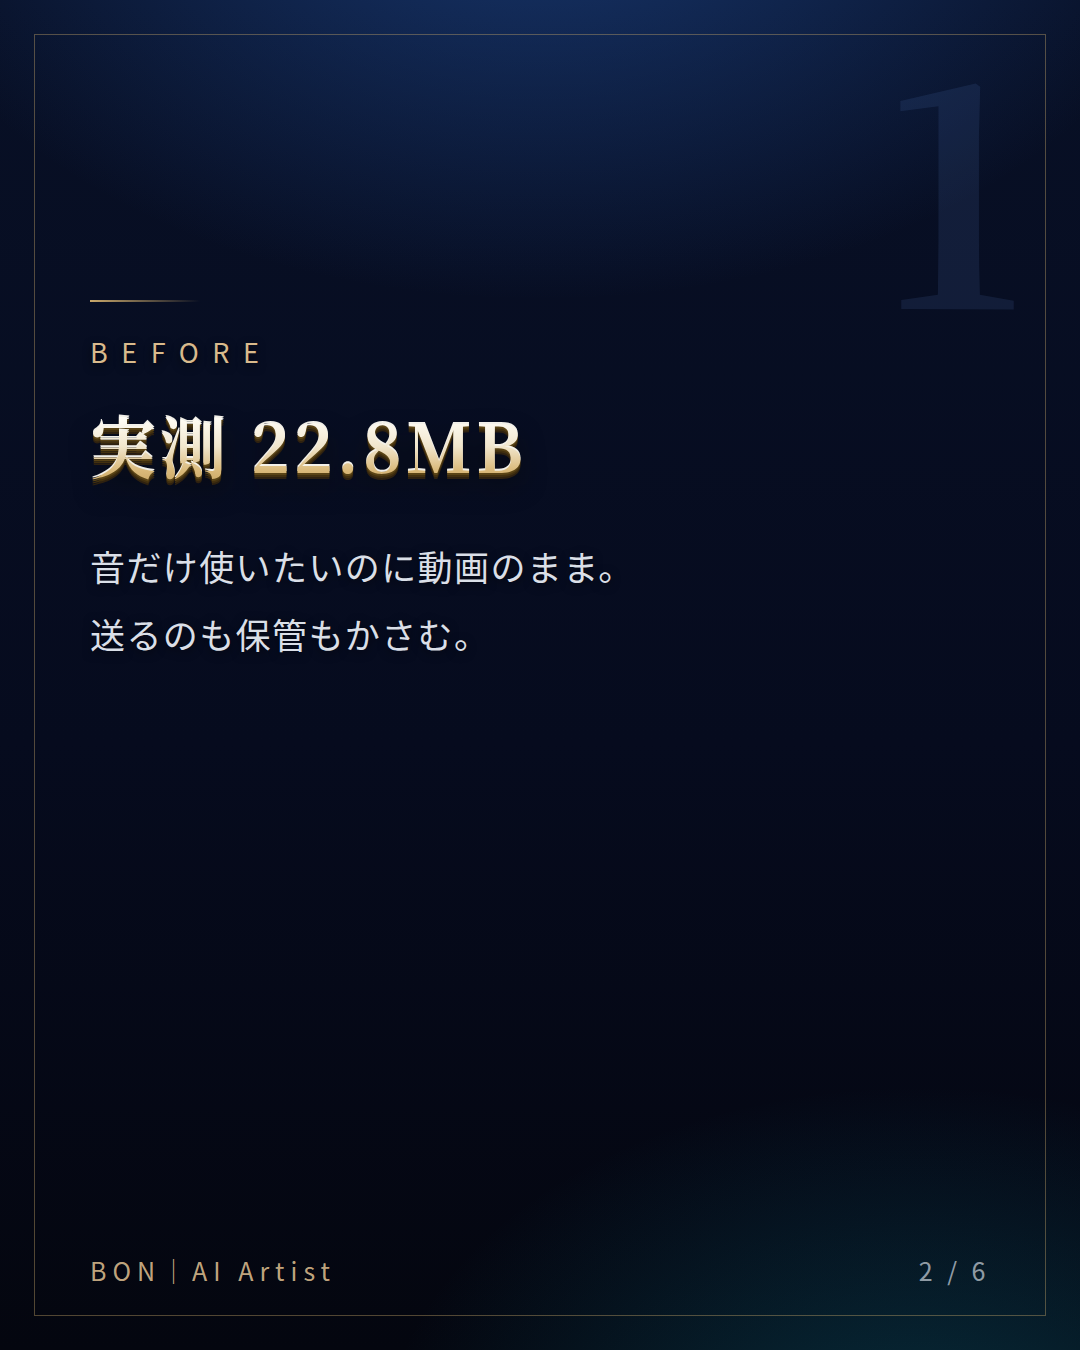 1
BEFORE
実測 22.8MB
音だけ使いたいのに動画のまま。
送るのも保管もかさむ。
BON｜AI Artist
2 / 6